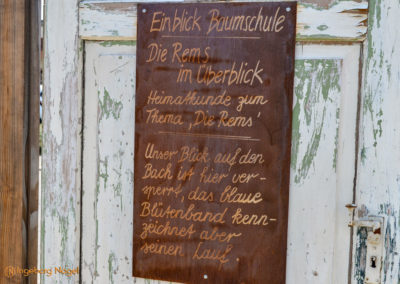 Einblick Baumschule
Die Rems
im Überblick
Heimatkunde zum
Thema ‚Die Rems'
Unser Blick auf den
Bach ist hier ver-
sperrt, das blaue
Blütenband kenn-
zeichnet aber
seinen Lauf.
© Ingeborg Nagel